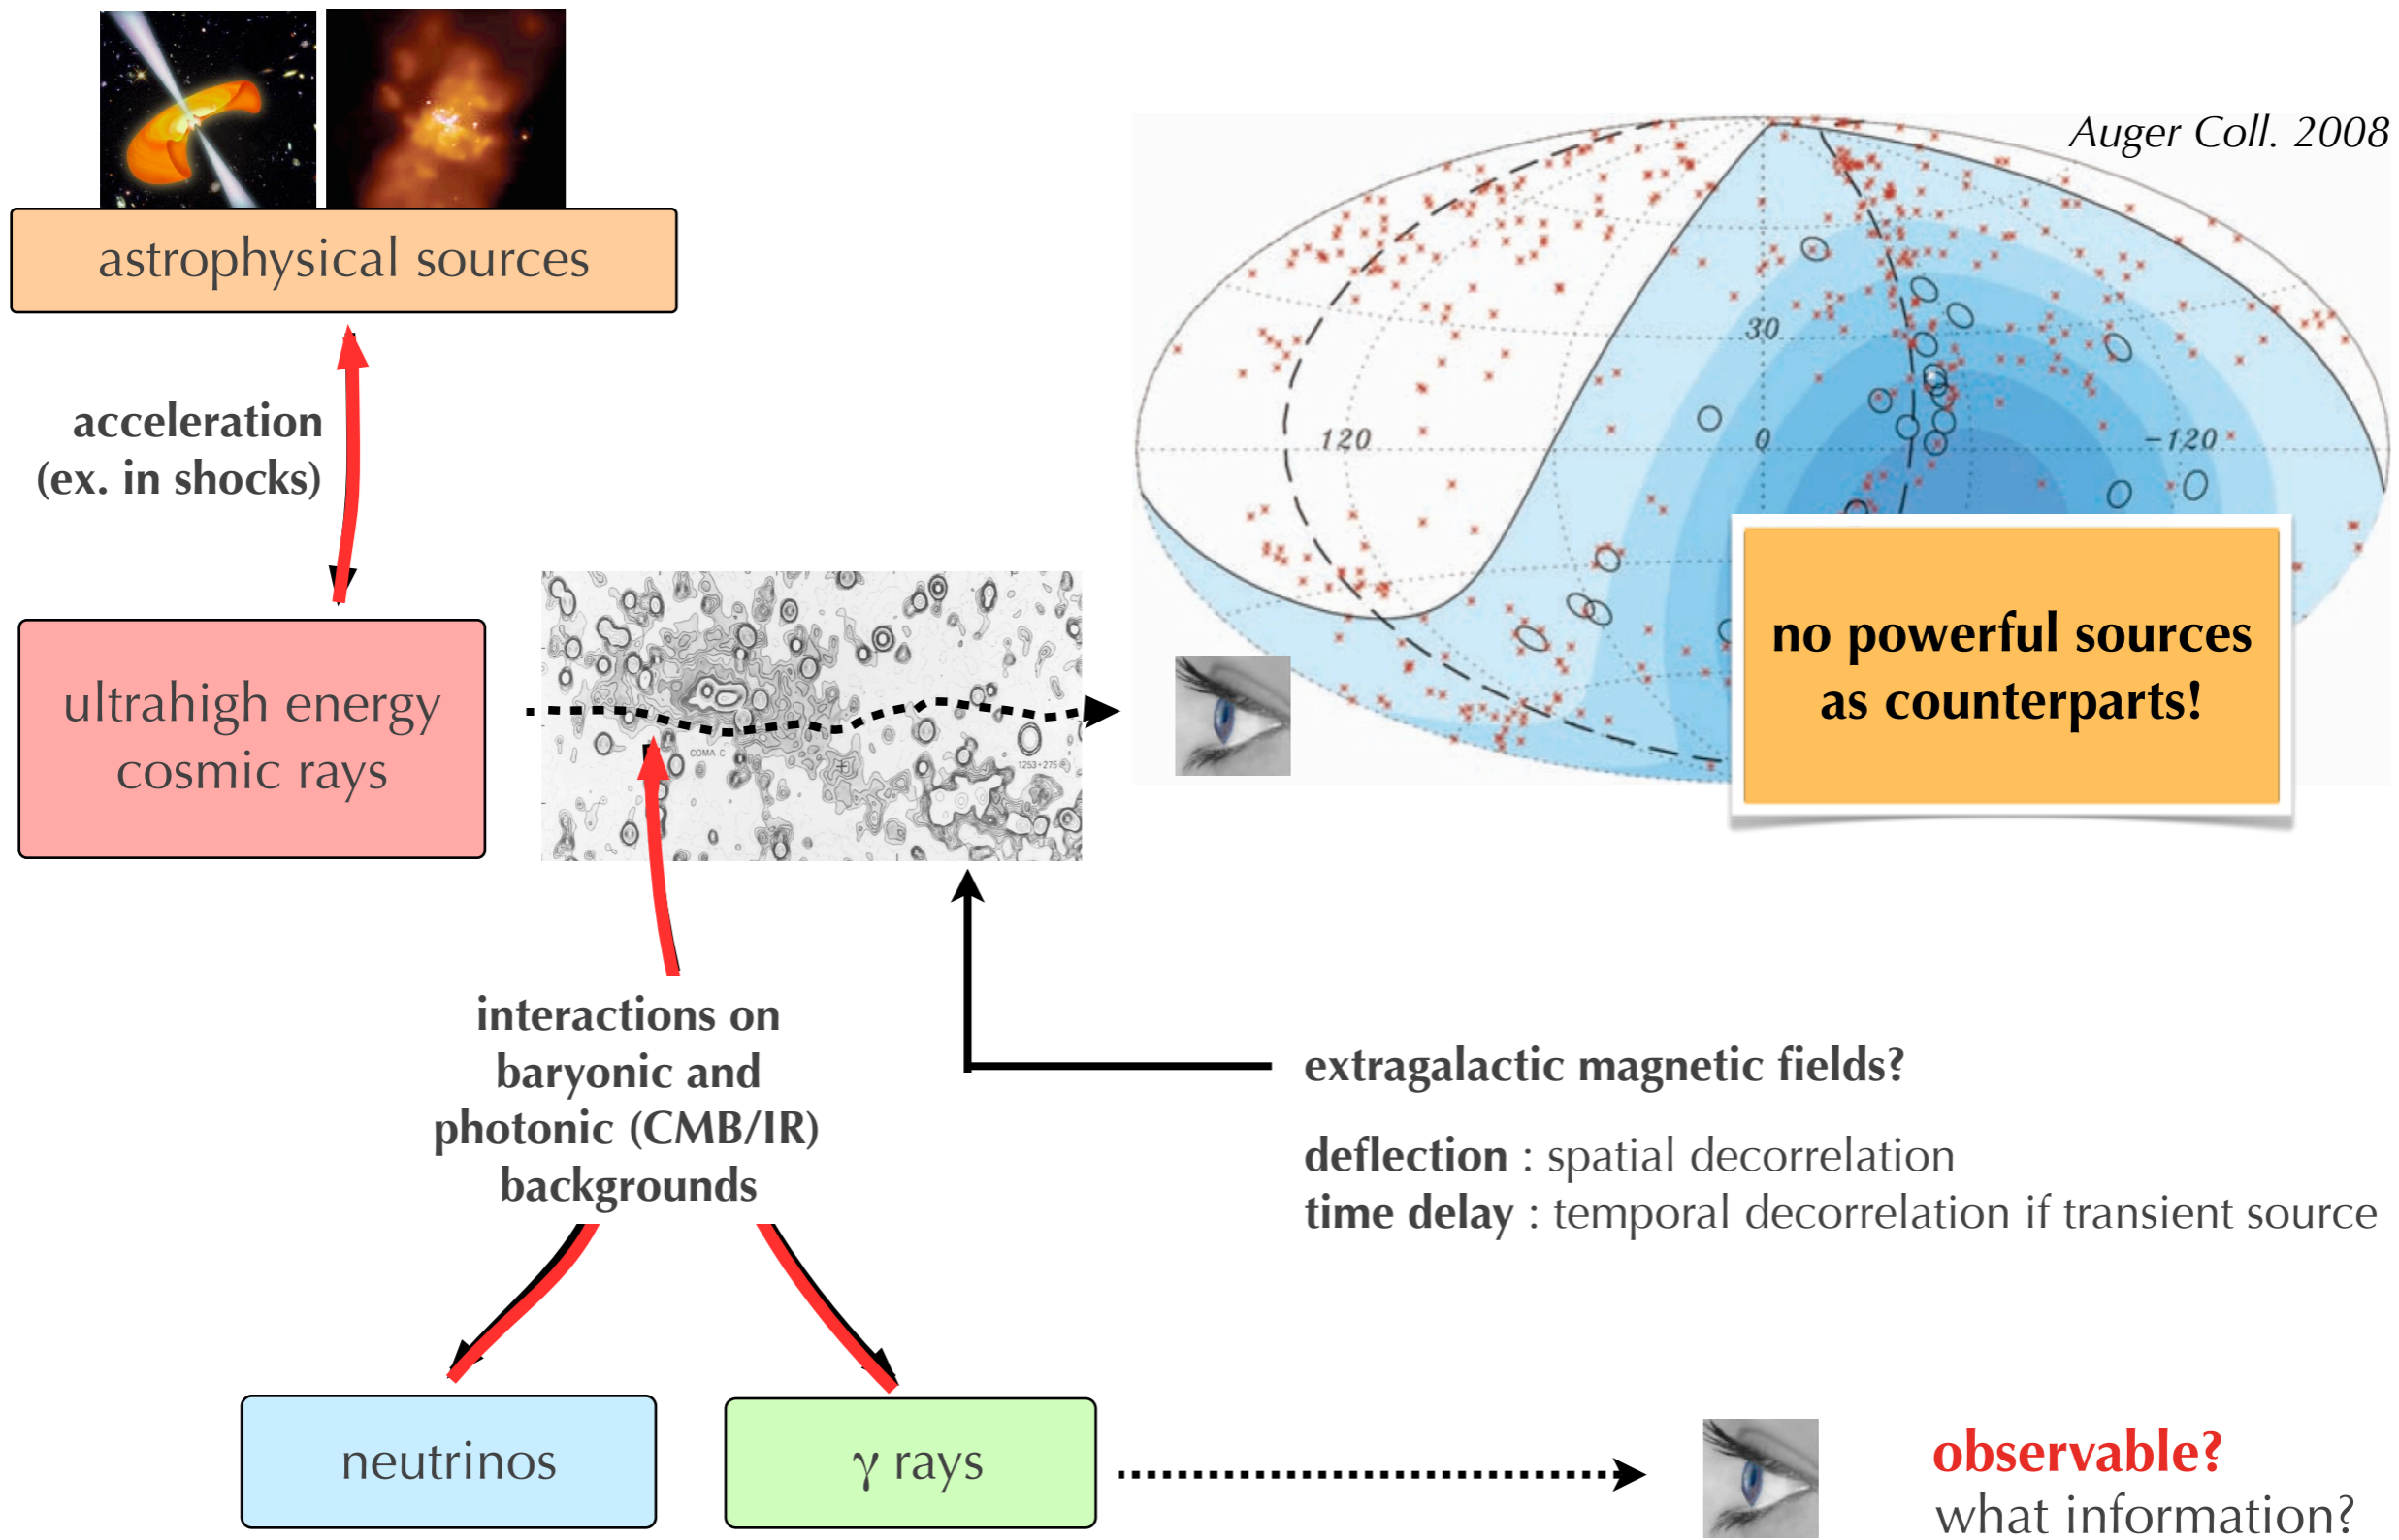 astrophysical sources
acceleration
(ex. in shocks)
ultrahigh energy
cosmic rays
COMA C
1253+275
Auger Coll. 2008
30
120
0
-120
no powerful sources
as counterparts!
interactions on
baryonic and
photonic (CMB/IR)
backgrounds
extragalactic magnetic fields?
deflection : spatial decorrelation
time delay : temporal decorrelation if transient source
neutrinos
γ rays
observable?
what information?